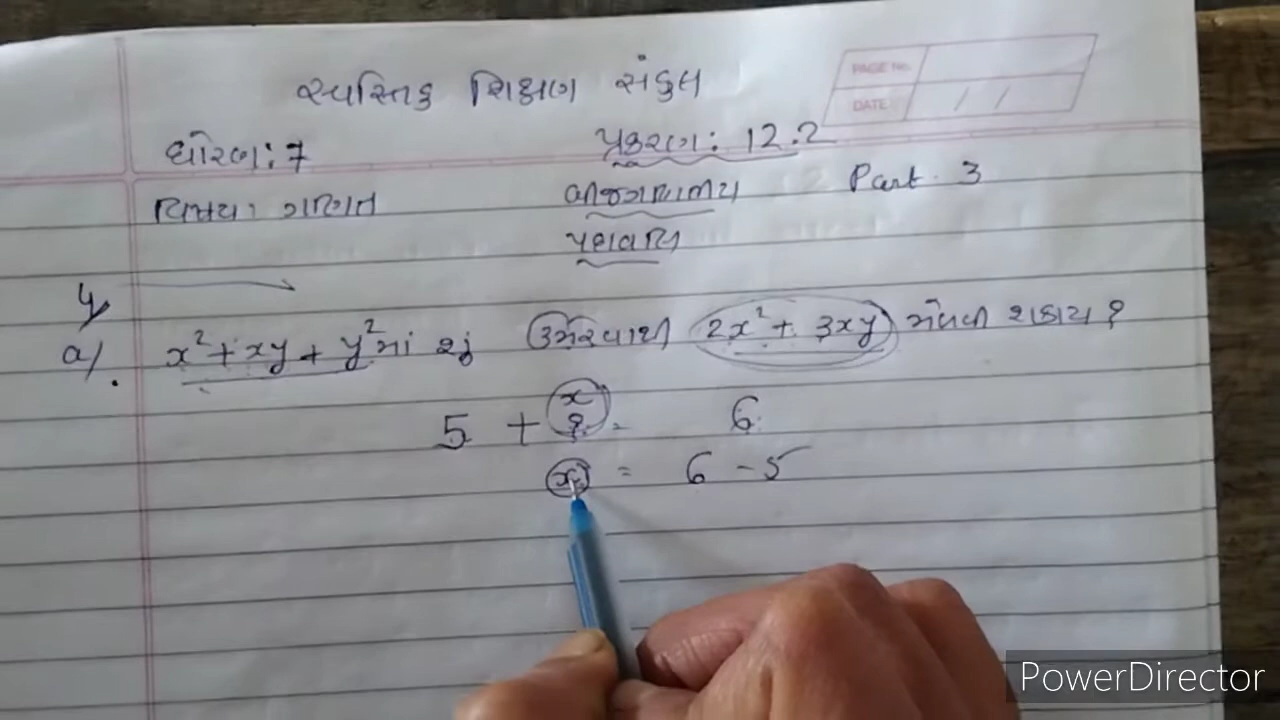 સ્વસ્તિક શિક્ષણ સંકુલ
PAGE No.
DATE / /
ધોરણ: 7
પ્રકરણ: 12.2
વિષય: ગણિત
બીજગણિતીય
Part. 3
પદાવલિ
4/
a/. x² + xy + y² માં શું ઉમેરવાથી 2x² + 3xy મેળવી શકાય ?
x
5 + ? = 6
x = 6 - 5
PowerDirector